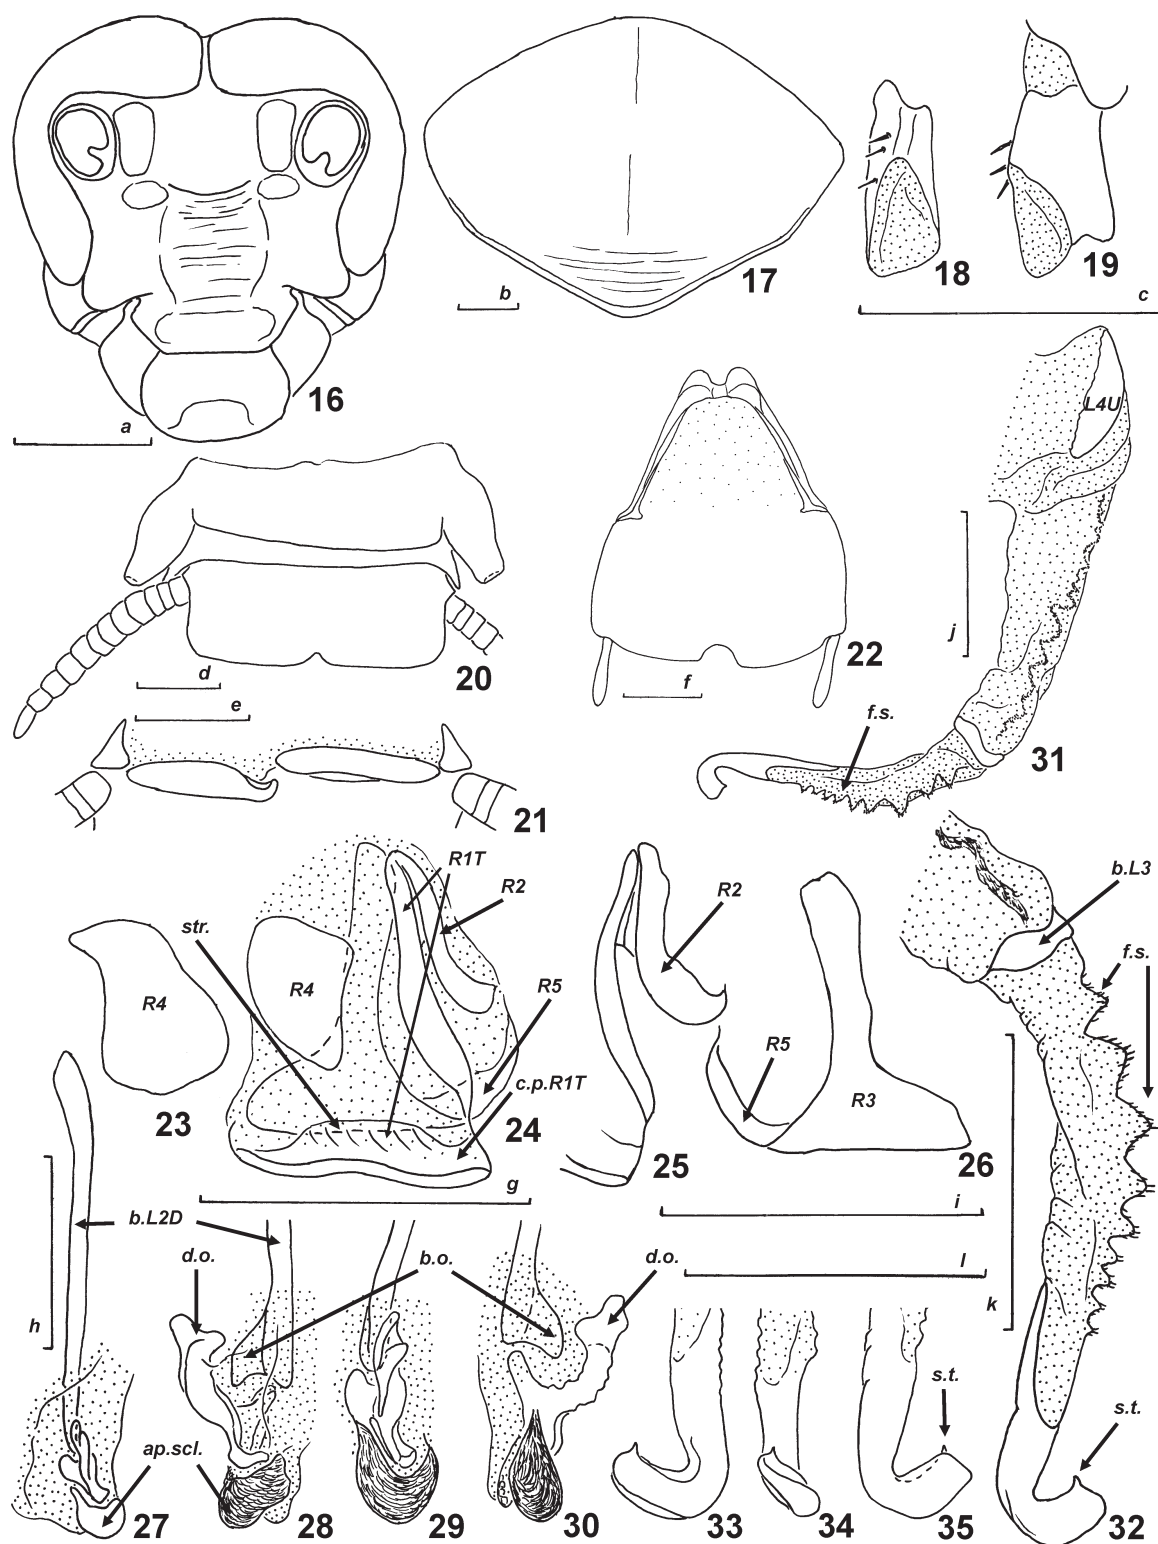 16
a
b
17
18
19
c
L4U
20
d
e
21
22
f
j
f.s.
31
R1T
R2
str.
R4
R4
R5
c.p.R1T
23
24
g
R2
R5
25
R3
26
i
b.L3
f.s.
k
s.t.
32
b.L2D
h
d.o.
b.o.
d.o.
ap.scl.
27
28
29
30
l
33
34
s.t.
35